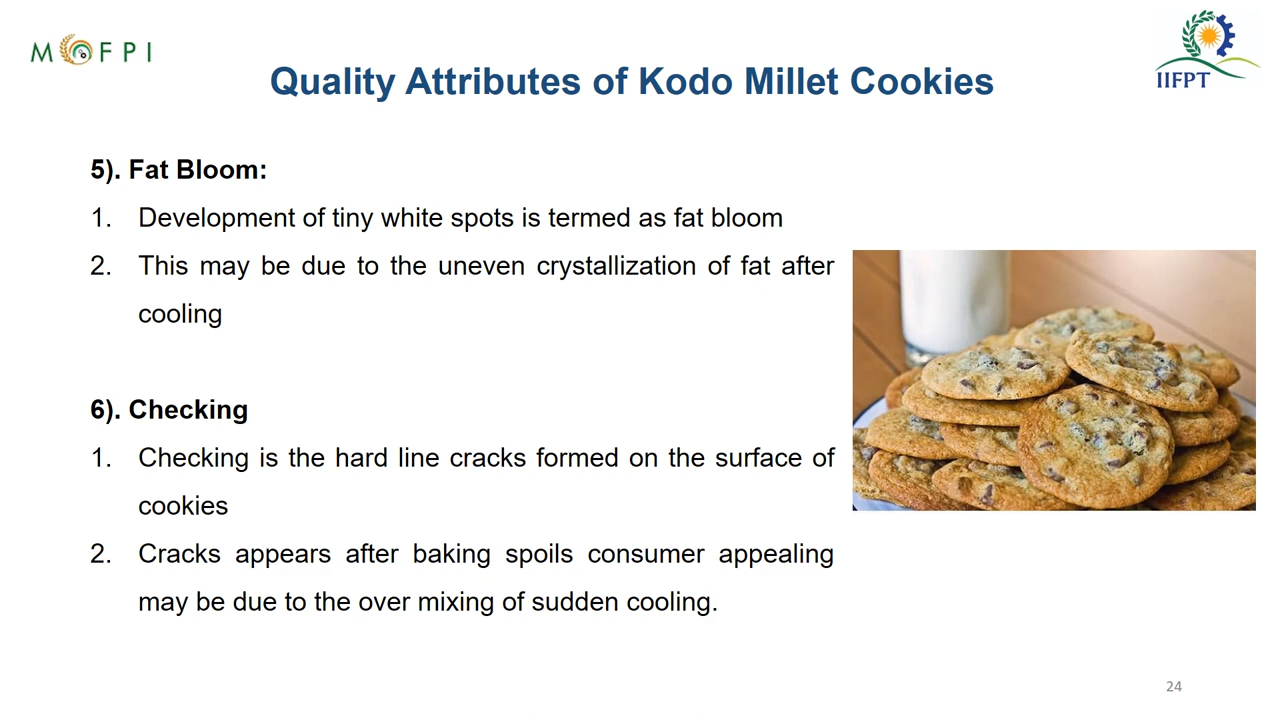 MOFPI
IIFPT
Quality Attributes of Kodo Millet Cookies
5). Fat Bloom:
1. Development of tiny white spots is termed as fat bloom
2. This may be due to the uneven crystallization of fat after
cooling
6). Checking
1. Checking is the hard line cracks formed on the surface of
cookies
2. Cracks appears after baking spoils consumer appealing
may be due to the over mixing of sudden cooling.
24